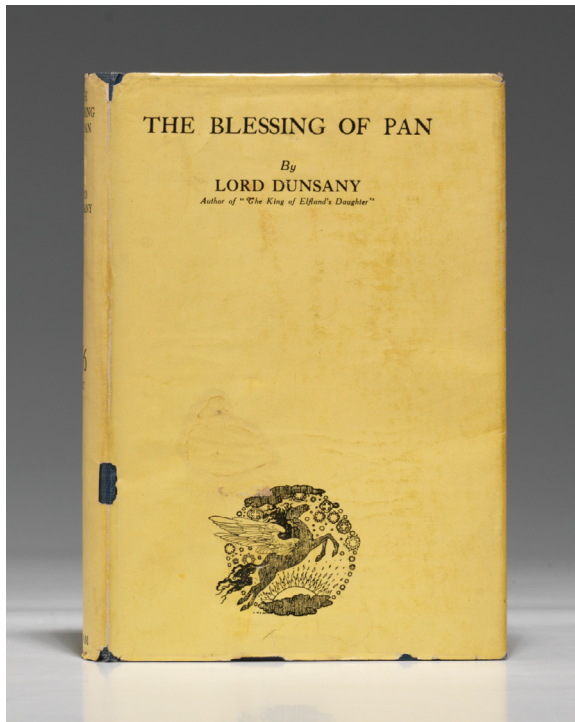 THE BLESSING OF PAN
By
LORD DUNSANY
Author of "The King of Elfland's Daughter"